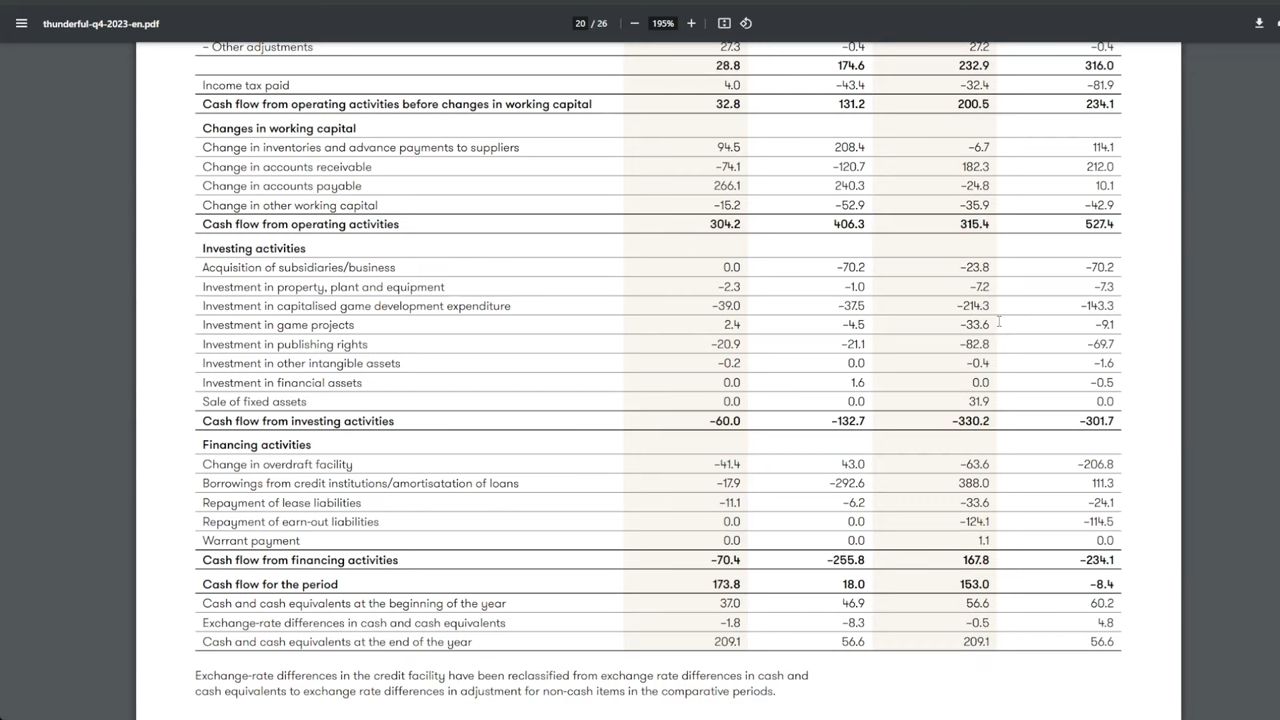 thunderful-q4-2023-en.pdf 20 / 26 195%
– Other adjustments 27.3 –0.4 27.2 –0.4
28.8 174.6 232.9 316.0
Income tax paid 4.0 –43.4 –32.4 –81.9
Cash flow from operating activities before changes in working capital 32.8 131.2 200.5 234.1
Changes in working capital
Change in inventories and advance payments to suppliers 94.5 208.4 –6.7 114.1
Change in accounts receivable –74.1 –120.7 182.3 212.0
Change in accounts payable 266.1 240.3 –24.8 10.1
Change in other working capital –15.2 –52.9 –35.9 –42.9
Cash flow from operating activities 304.2 406.3 315.4 527.4
Investing activities
Acquisition of subsidiaries/business 0.0 –70.2 –23.8 –70.2
Investment in property, plant and equipment –2.3 –1.0 –7.2 –7.3
Investment in capitalised game development expenditure –39.0 –37.5 –214.3 –143.3
Investment in game projects 2.4 –4.5 –33.6 –9.1
Investment in publishing rights –20.9 –21.1 –82.8 –69.7
Investment in other intangible assets –0.2 0.0 –0.4 –1.6
Investment in financial assets 0.0 1.6 0.0 –0.5
Sale of fixed assets 0.0 0.0 31.9 0.0
Cash flow from investing activities –60.0 –132.7 –330.2 –301.7
Financing activities
Change in overdraft facility –41.4 43.0 –63.6 –206.8
Borrowings from credit institutions/amortisatation of loans –17.9 –292.6 388.0 111.3
Repayment of lease liabilities –11.1 –6.2 –33.6 –24.1
Repayment of earn-out liabilities 0.0 0.0 –124.1 –114.5
Warrant payment 0.0 0.0 1.1 0.0
Cash flow from financing activities –70.4 –255.8 167.8 –234.1
Cash flow for the period 173.8 18.0 153.0 –8.4
Cash and cash equivalents at the beginning of the year 37.0 46.9 56.6 60.2
Exchange-rate differences in cash and cash equivalents –1.8 –8.3 –0.5 4.8
Cash and cash equivalents at the end of the year 209.1 56.6 209.1 56.6
Exchange-rate differences in the credit facility have been reclassified from exchange rate differences in cash and
cash equivalents to exchange rate differences in adjustment for non-cash items in the comparative periods.